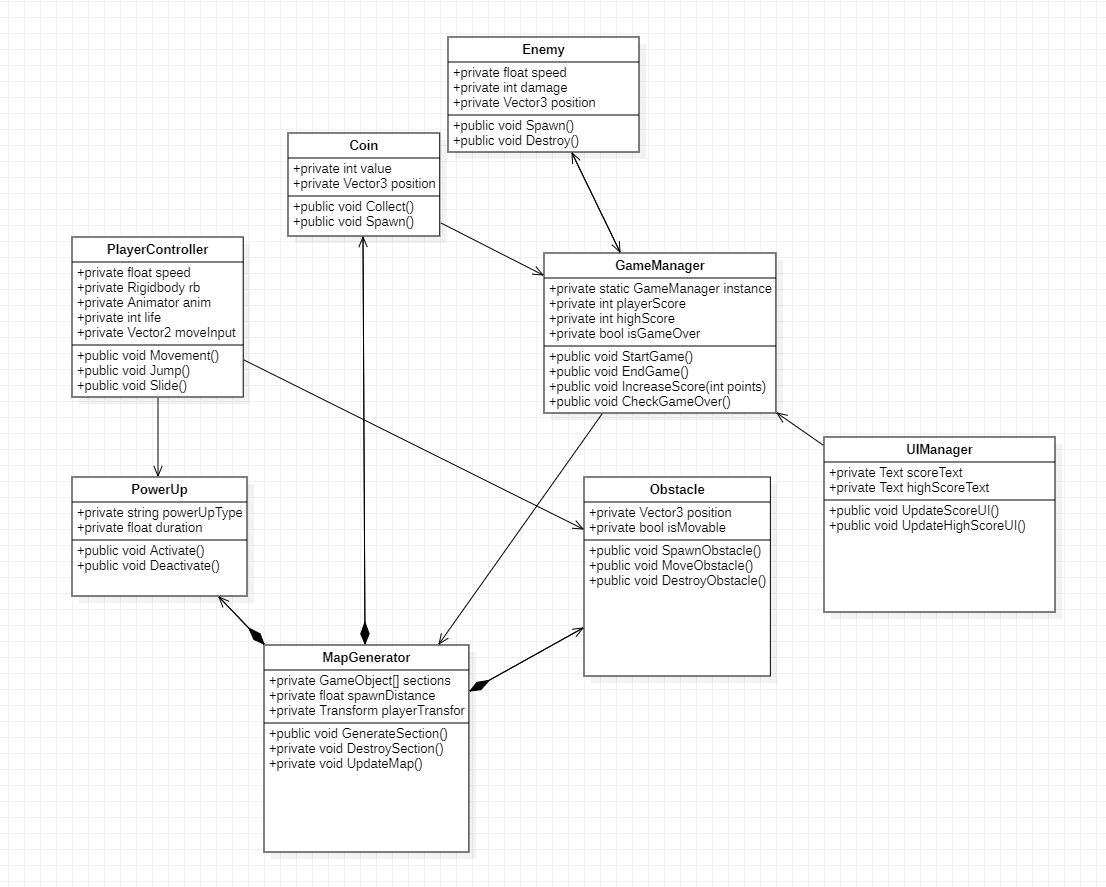 Enemy
+private float speed
+private int damage
+private Vector3 position
+public void Spawn()
+public void Destroy()
Coin
+private int value
+private Vector3 position
+public void Collect()
+public void Spawn()
PlayerController
+private float speed
+private Rigidbody rb
+private Animator anim
+private int life
+private Vector2 moveInput
+public void Movement()
+public void Jump()
+public void Slide()
GameManager
+private static GameManager instance
+private int playerScore
+private int highScore
+private bool isGameOver
+public void StartGame()
+public void EndGame()
+public void IncreaseScore(int points)
+public void CheckGameOver()
UIManager
+private Text scoreText
+private Text highScoreText
+public void UpdateScoreUI()
+public void UpdateHighScoreUI()
PowerUp
+private string powerUpType
+private float duration
+public void Activate()
+public void Deactivate()
Obstacle
+private Vector3 position
+private bool isMovable
+public void SpawnObstacle()
+public void MoveObstacle()
+public void DestroyObstacle()
MapGenerator
+private GameObject[] sections
+private float spawnDistance
+private Transform playerTransfor
+public void GenerateSection()
+private void DestroySection()
+private void UpdateMap()